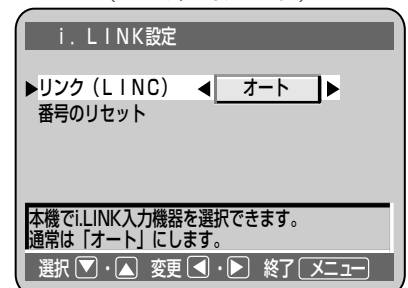 i．LINK設定
▶リンク（LINC） ◀ オート ▶
番号のリセット
本機でi.LINK入力機器を選択できます。
通常は「オート」にします。
選択 ▼・▲ 変更 ◀・▶ 終了 メニュー